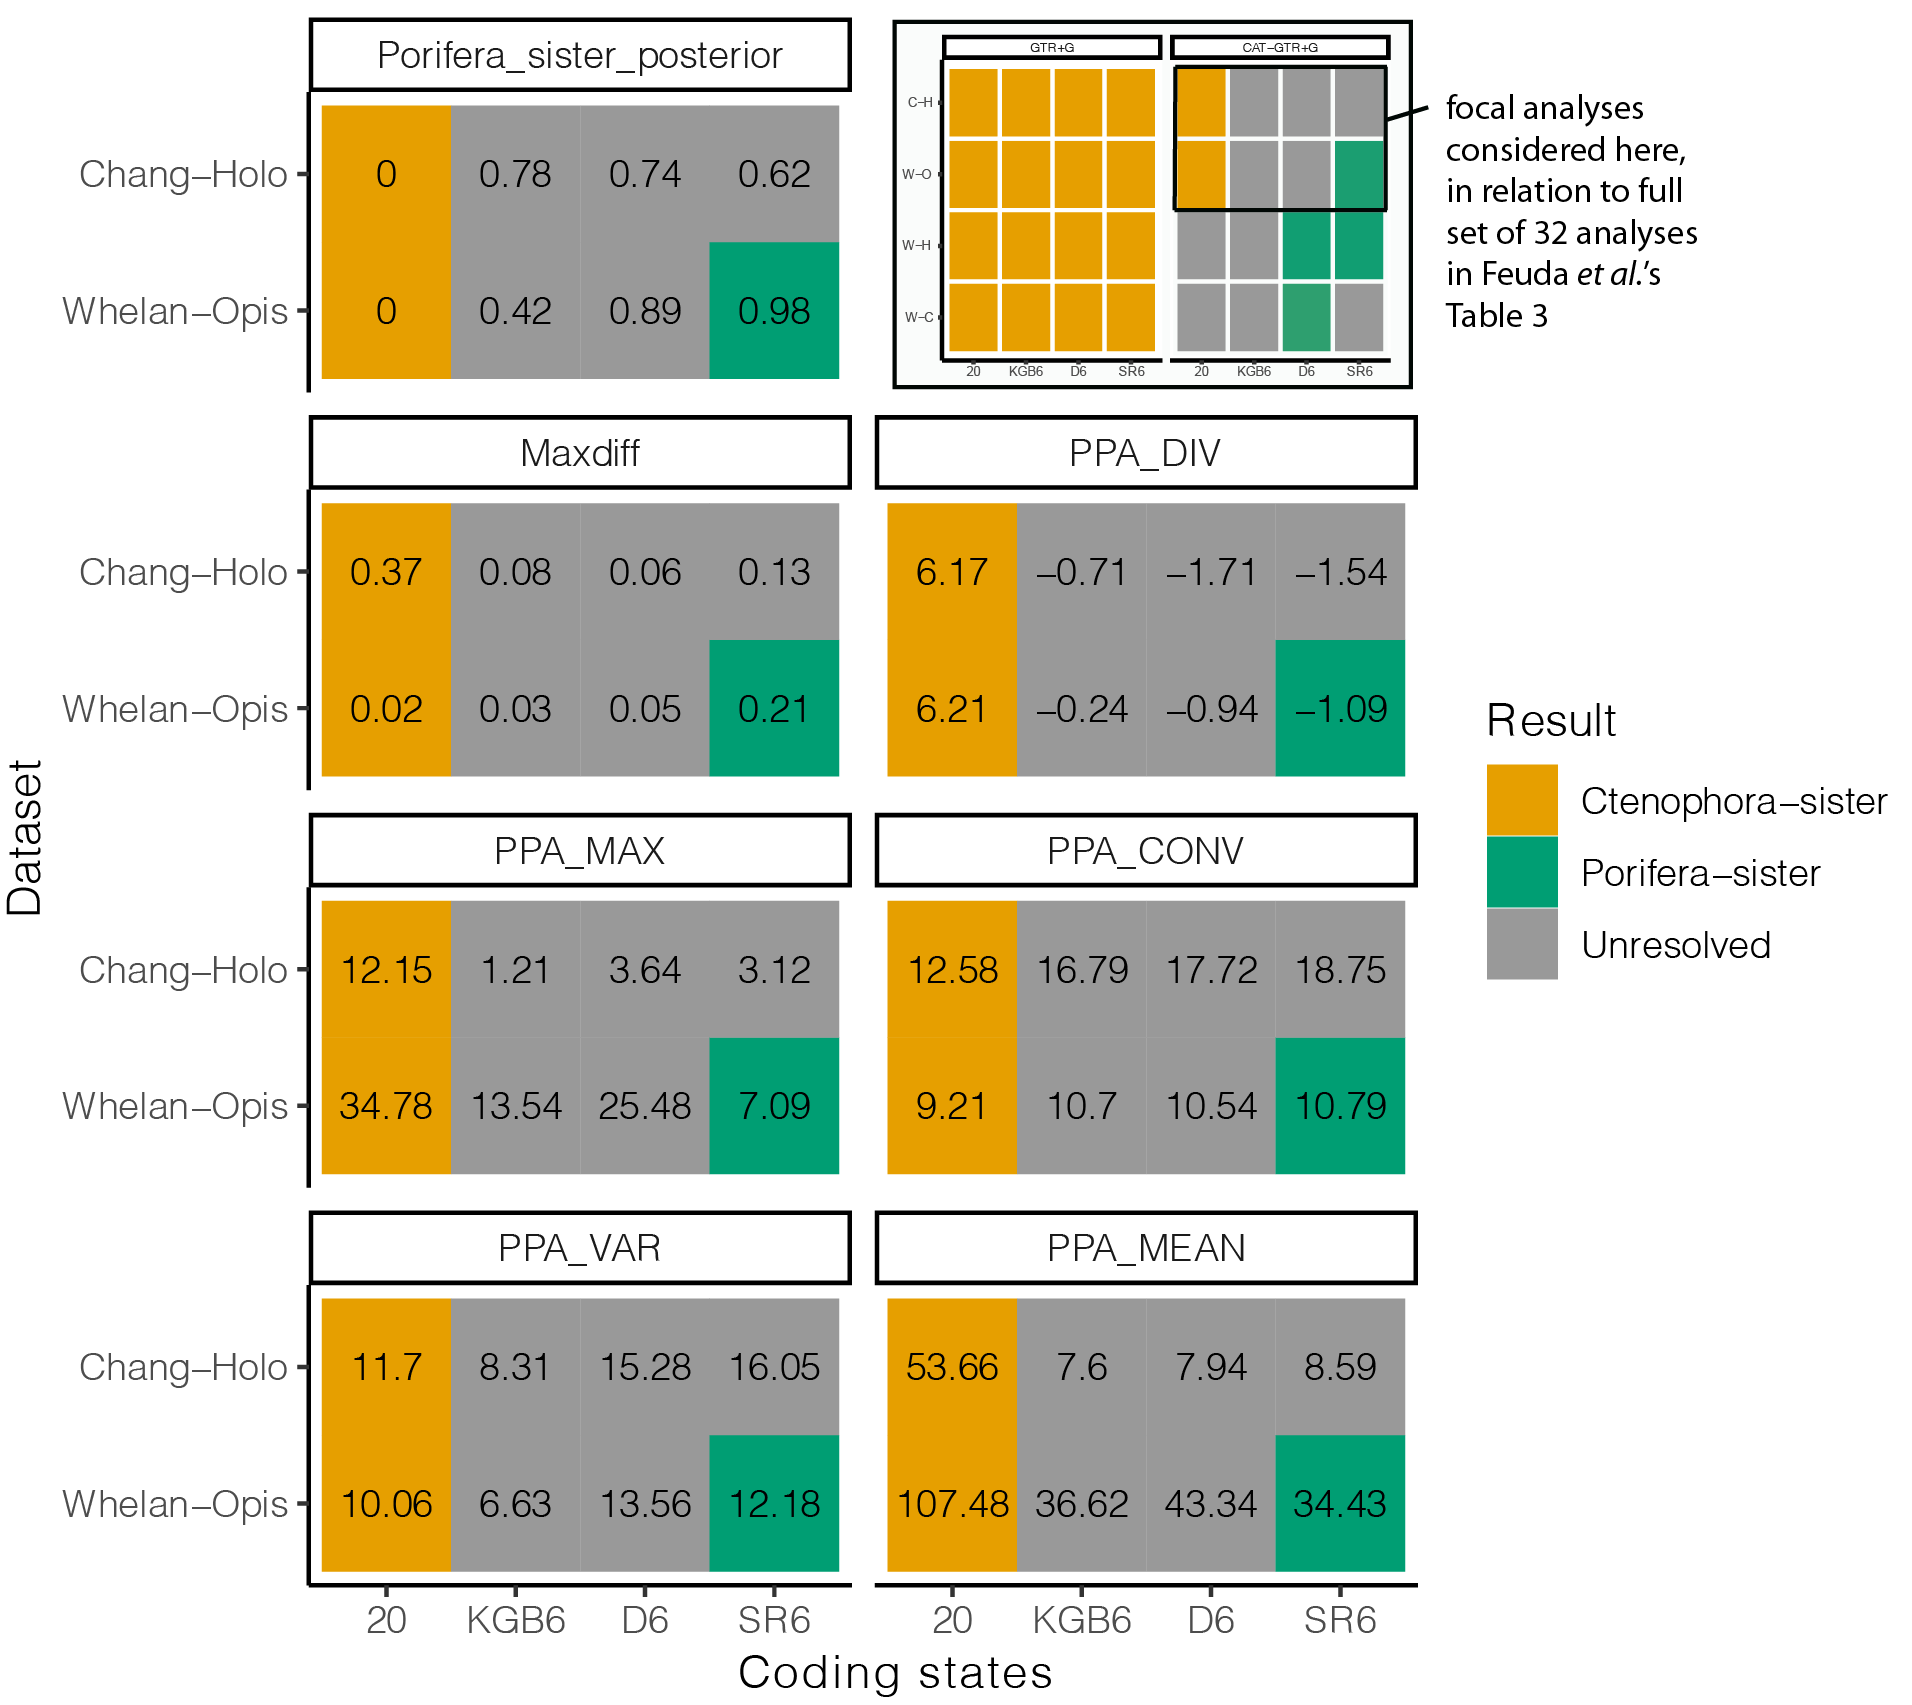 Porifera_sister_posterior
Chang–Holo 0 0.78 0.74 0.62
Whelan–Opis 0 0.42 0.89 0.98
GTR+G CAT–GTR+G
C–H
W–O
W–H
W–C
20 KGB6 D6 SR6 20 KGB6 D6 SR6
focal analyses
considered here,
in relation to full
set of 32 analyses
in Feuda et al.'s
Table 3
Maxdiff PPA_DIV
Chang–Holo 0.37 0.08 0.06 0.13 6.17 –0.71 –1.71 –1.54
Whelan–Opis 0.02 0.03 0.05 0.21 6.21 –0.24 –0.94 –1.09
PPA_MAX PPA_CONV
Chang–Holo 12.15 1.21 3.64 3.12 12.58 16.79 17.72 18.75
Whelan–Opis 34.78 13.54 25.48 7.09 9.21 10.7 10.54 10.79
PPA_VAR PPA_MEAN
Chang–Holo 11.7 8.31 15.28 16.05 53.66 7.6 7.94 8.59
Whelan–Opis 10.06 6.63 13.56 12.18 107.48 36.62 43.34 34.43
20 KGB6 D6 SR6 20 KGB6 D6 SR6
Coding states
Dataset
Result
Ctenophora–sister
Porifera–sister
Unresolved